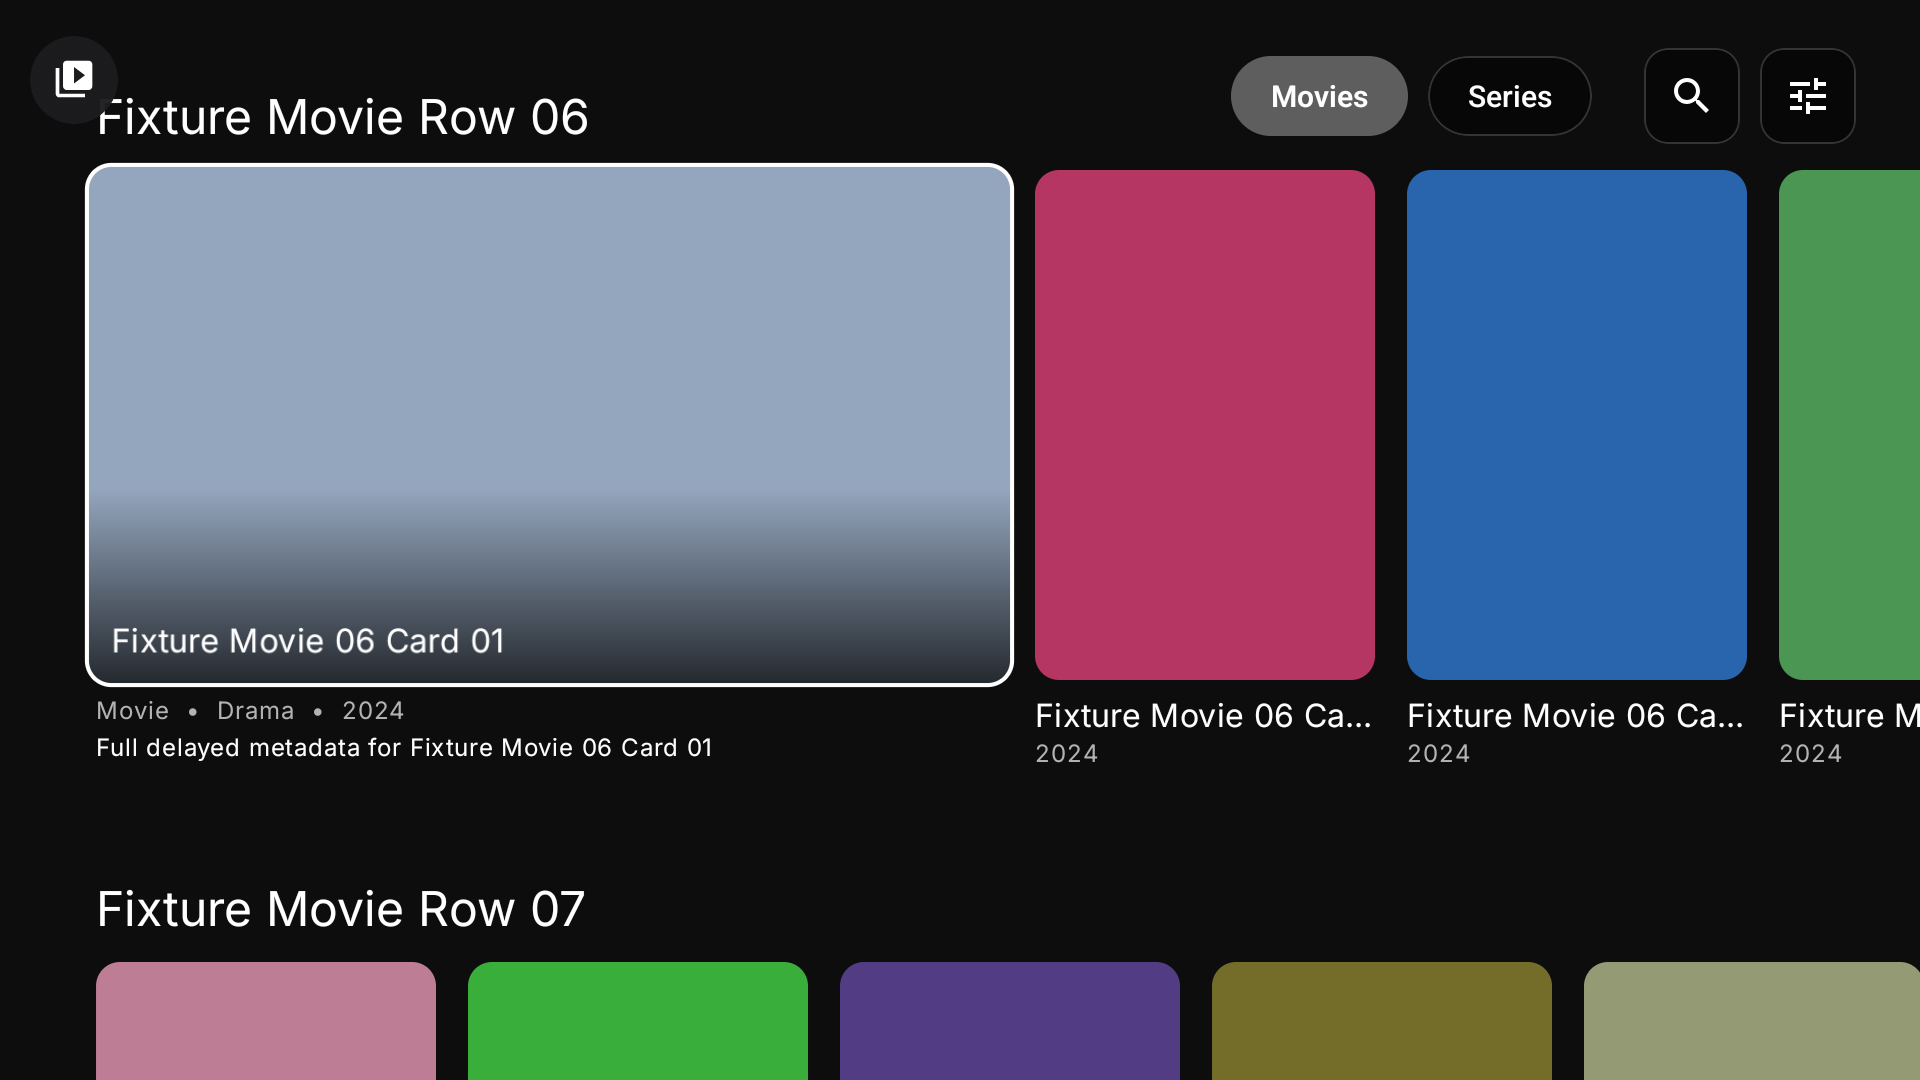 Fixture Movie Row 06
Movies
Series
Fixture Movie 06 Card 01
Movie • Drama • 2024
Full delayed metadata for Fixture Movie 06 Card 01
Fixture Movie 06 Ca...
2024
Fixture Movie 06 Ca...
2024
Fixture M
2024
Fixture Movie Row 07